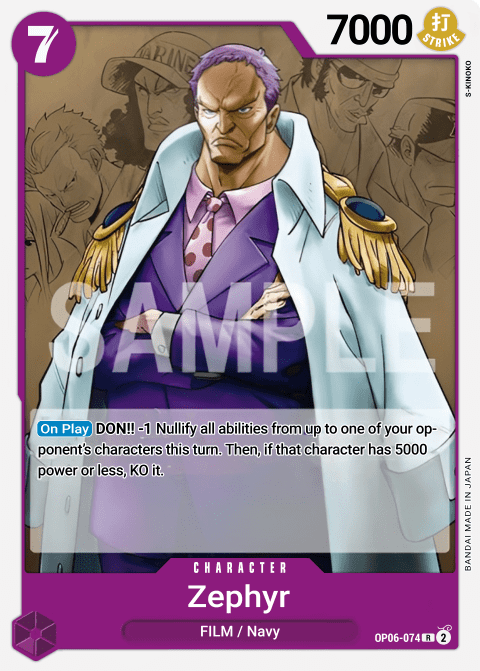 7
7000
打
STRIKE
S-KINOKO
MARINE
SAMPLE
On Play DON!! -1 Nullify all abilities from up to one of your op-
ponent's characters this turn. Then, if that character has 5000
power or less, KO it.
BANDAI MADE IN JAPAN
CHARACTER
Zephyr
FILM / Navy
OP06-074 R 2